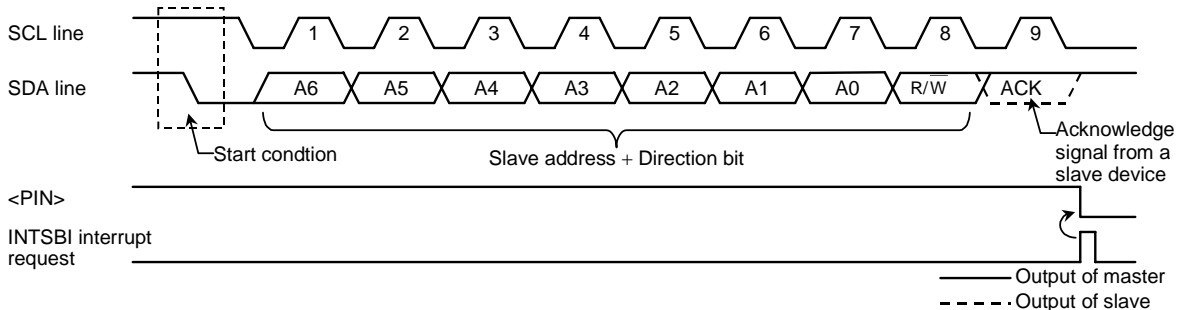 SCL line 1 2 3 4 5 6 7 8 9
SDA line A6 A5 A4 A3 A2 A1 A0 R/W̅ ACK
Start condtion
Slave address + Direction bit
Acknowledge
signal from a
slave device
<PIN>
INTSBI interrupt
request
Output of master
Output of slave